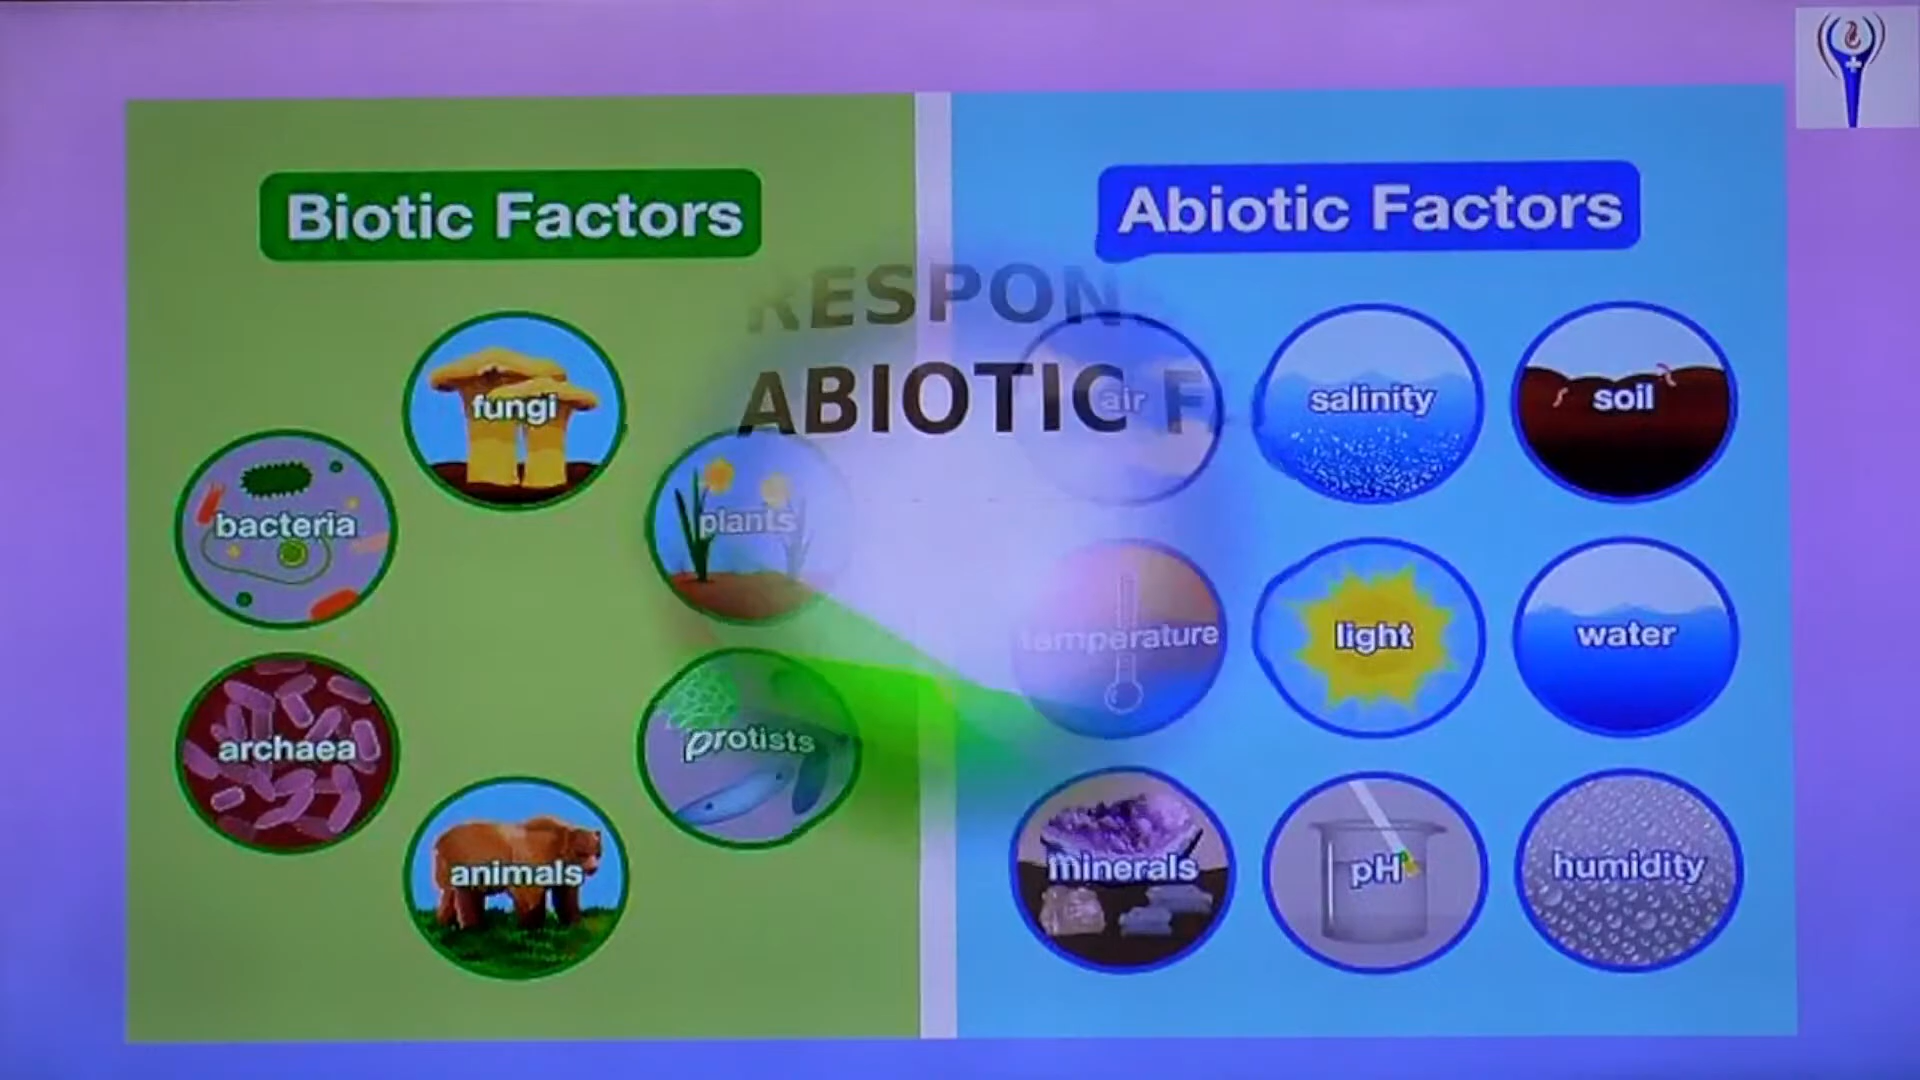 Biotic Factors
fungi
bacteria
plants
archaea
protists
animals
Abiotic Factors
RESPON
ABIOTIC F
air
salinity
soil
temperature
light
water
minerals
pH
humidity